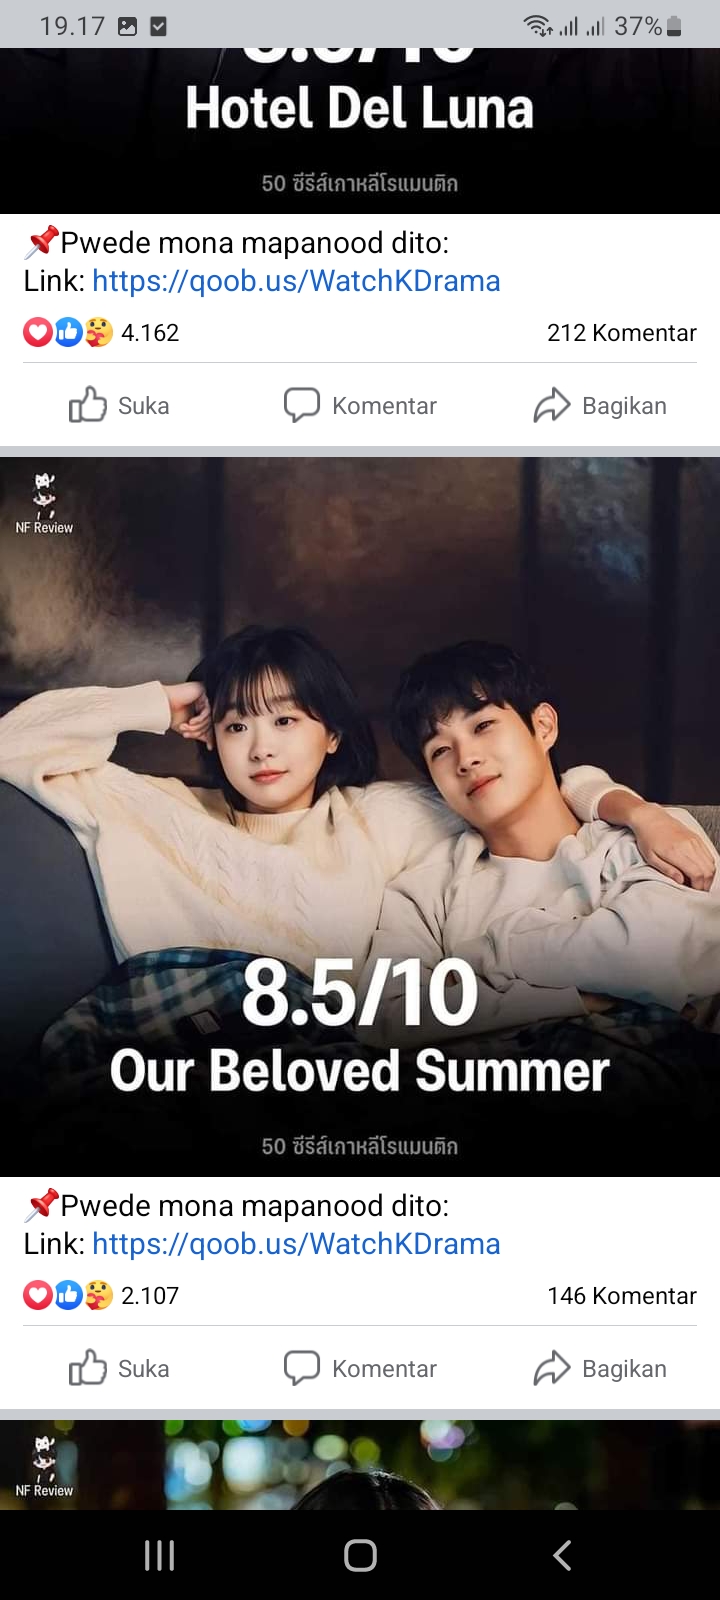 19.17
37%
Hotel Del Luna
50 ซีรีส์เกาหลีโรแมนติก
Pwede mona mapanood dito:
Link: https://qoob.us/WatchKDrama
4.162
212 Komentar
Suka
Komentar
Bagikan
NF Review
8.5/10
Our Beloved Summer
50 ซีรีส์เกาหลีโรแมนติก
Pwede mona mapanood dito:
Link: https://qoob.us/WatchKDrama
2.107
146 Komentar
Suka
Komentar
Bagikan
NF Review